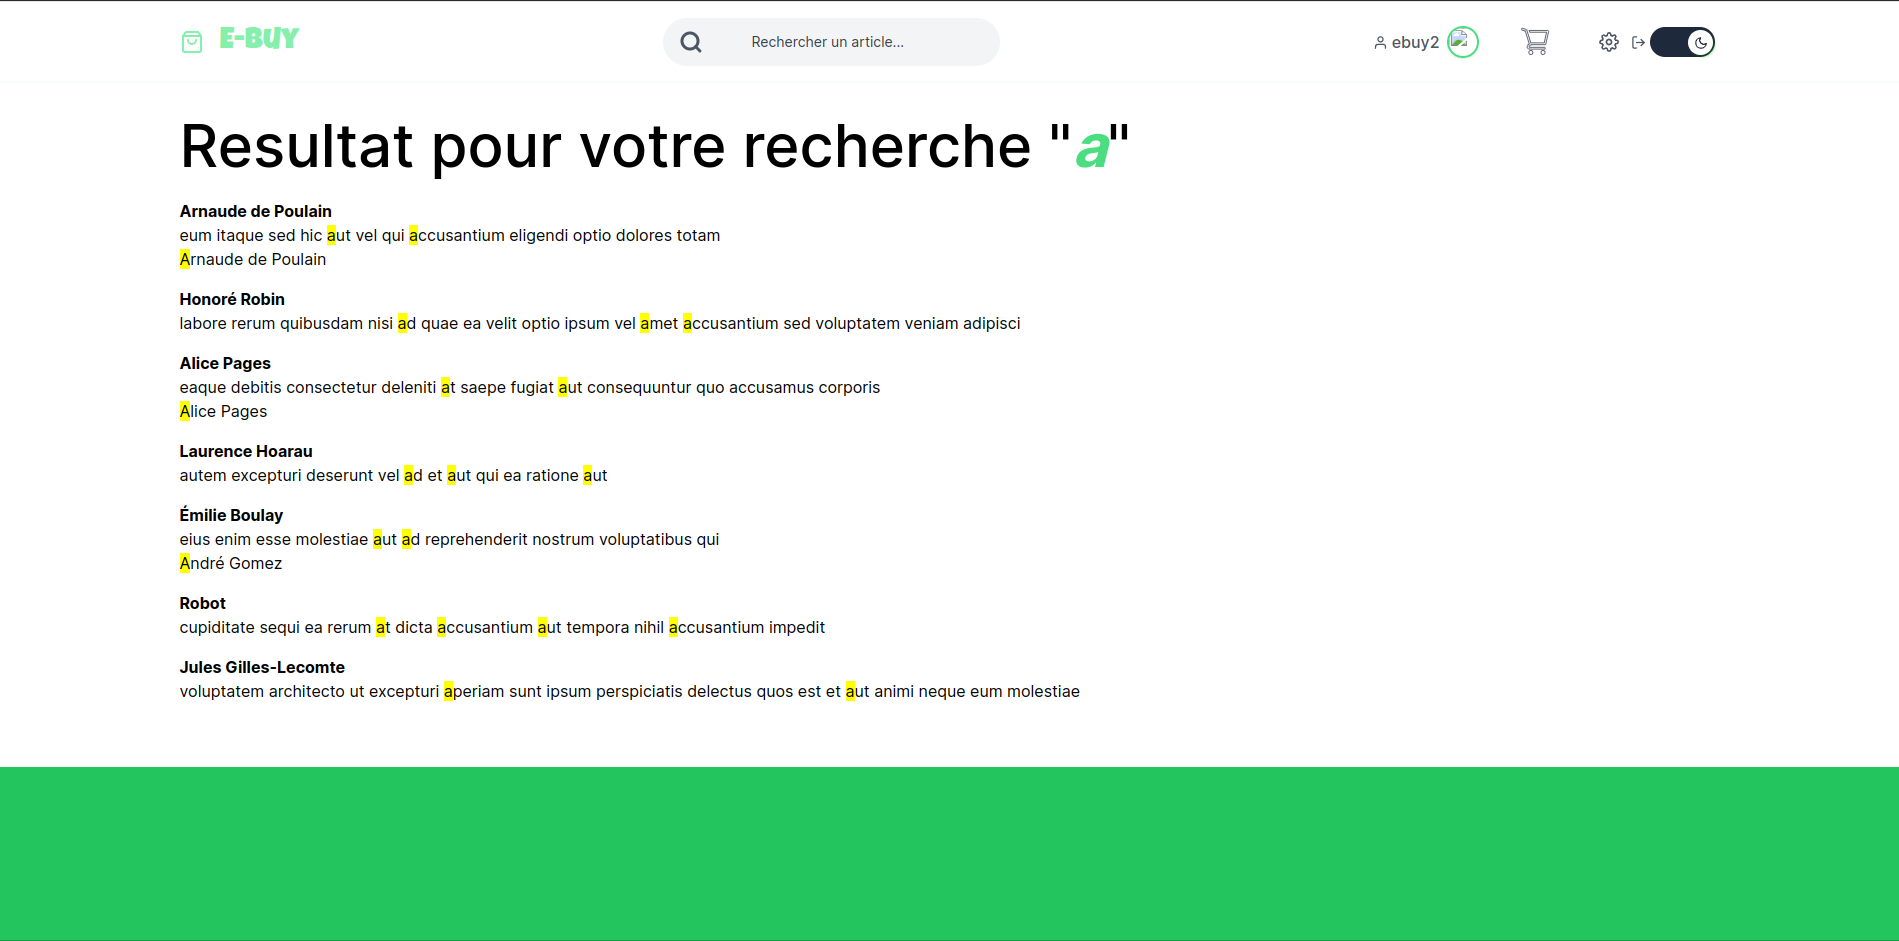 E-BUY
Rechercher un article...
ebuy2
Resultat pour votre recherche "a"
Arnaude de Poulain
eum itaque sed hic aut vel qui accusantium eligendi optio dolores totam
Arnaude de Poulain
Honoré Robin
labore rerum quibusdam nisi ad quae ea velit optio ipsum vel amet accusantium sed voluptatem veniam adipisci
Alice Pages
eaque debitis consectetur deleniti at saepe fugiat aut consequuntur quo accusamus corporis
Alice Pages
Laurence Hoarau
autem excepturi deserunt vel ad et aut qui ea ratione aut
Émilie Boulay
eius enim esse molestiae aut ad reprehenderit nostrum voluptatibus qui
André Gomez
Robot
cupiditate sequi ea rerum at dicta accusantium aut tempora nihil accusantium impedit
Jules Gilles-Lecomte
voluptatem architecto ut excepturi aperiam sunt ipsum perspiciatis delectus quos est et aut animi neque eum molestiae